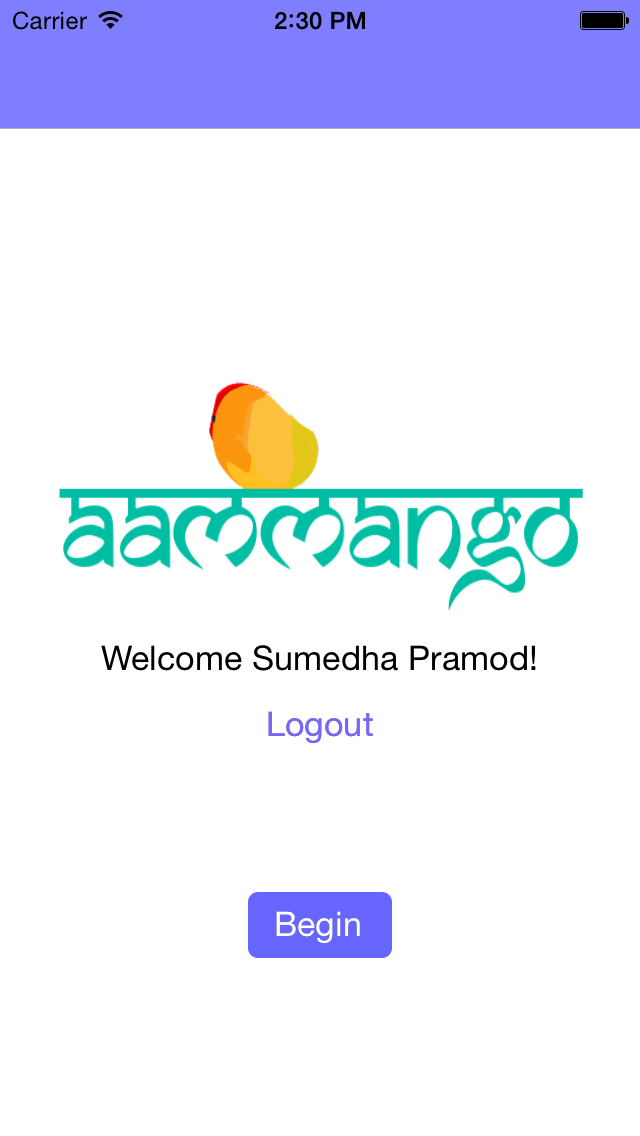 Carrier 2:30 PM
aammango
Welcome Sumedha Pramod!
Logout
Begin